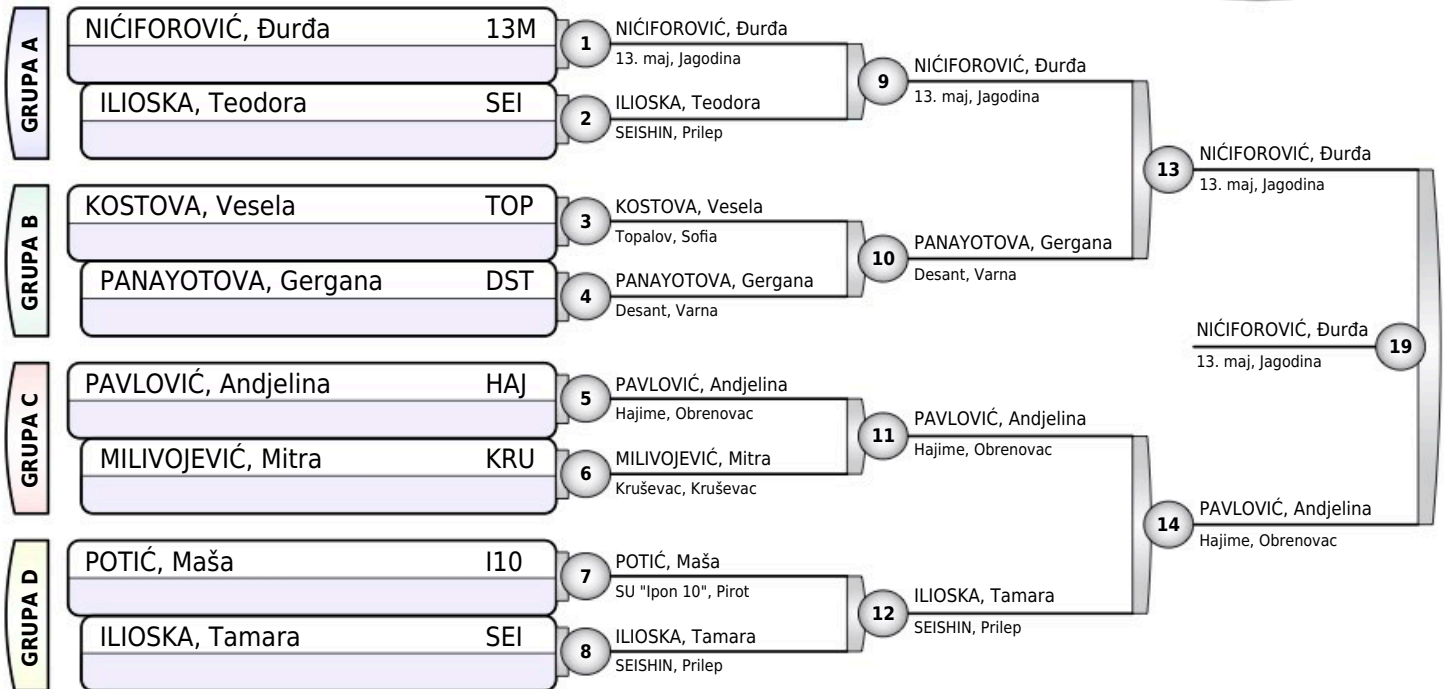 GRUPA A
NIĆIFOROVIĆ, Đurđa 13M
ILIOSKA, Teodora SEI
1
NIĆIFOROVIĆ, Đurđa
13. maj, Jagodina
2
ILIOSKA, Teodora
SEISHIN, Prilep
9
NIĆIFOROVIĆ, Đurđa
13. maj, Jagodina
GRUPA B
KOSTOVA, Vesela TOP
PANAYOTOVA, Gergana DST
3
KOSTOVA, Vesela
Topalov, Sofia
4
PANAYOTOVA, Gergana
Desant, Varna
10
PANAYOTOVA, Gergana
Desant, Varna
13
NIĆIFOROVIĆ, Đurđa
13. maj, Jagodina
GRUPA C
PAVLOVIĆ, Andjelina HAJ
MILIVOJEVIĆ, Mitra KRU
5
PAVLOVIĆ, Andjelina
Hajime, Obrenovac
6
MILIVOJEVIĆ, Mitra
Kruševac, Kruševac
11
PAVLOVIĆ, Andjelina
Hajime, Obrenovac
GRUPA D
POTIĆ, Maša I10
ILIOSKA, Tamara SEI
7
POTIĆ, Maša
SU "Ipon 10", Pirot
8
ILIOSKA, Tamara
SEISHIN, Prilep
12
ILIOSKA, Tamara
SEISHIN, Prilep
14
PAVLOVIĆ, Andjelina
Hajime, Obrenovac
NIĆIFOROVIĆ, Đurđa
13. maj, Jagodina
19